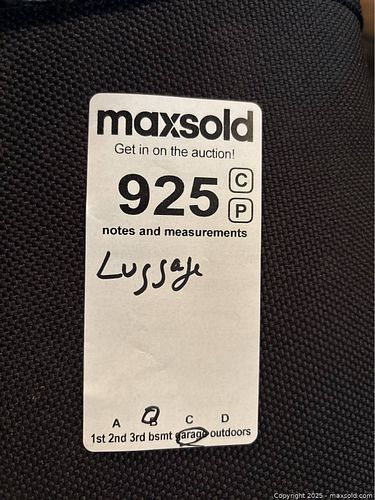 maxsold
Get in on the auction!
925 C
P
notes and measurements
Luggage
A B C D
1st 2nd 3rd bsmt garage outdoors
Copyright 2025 - maxsold.com